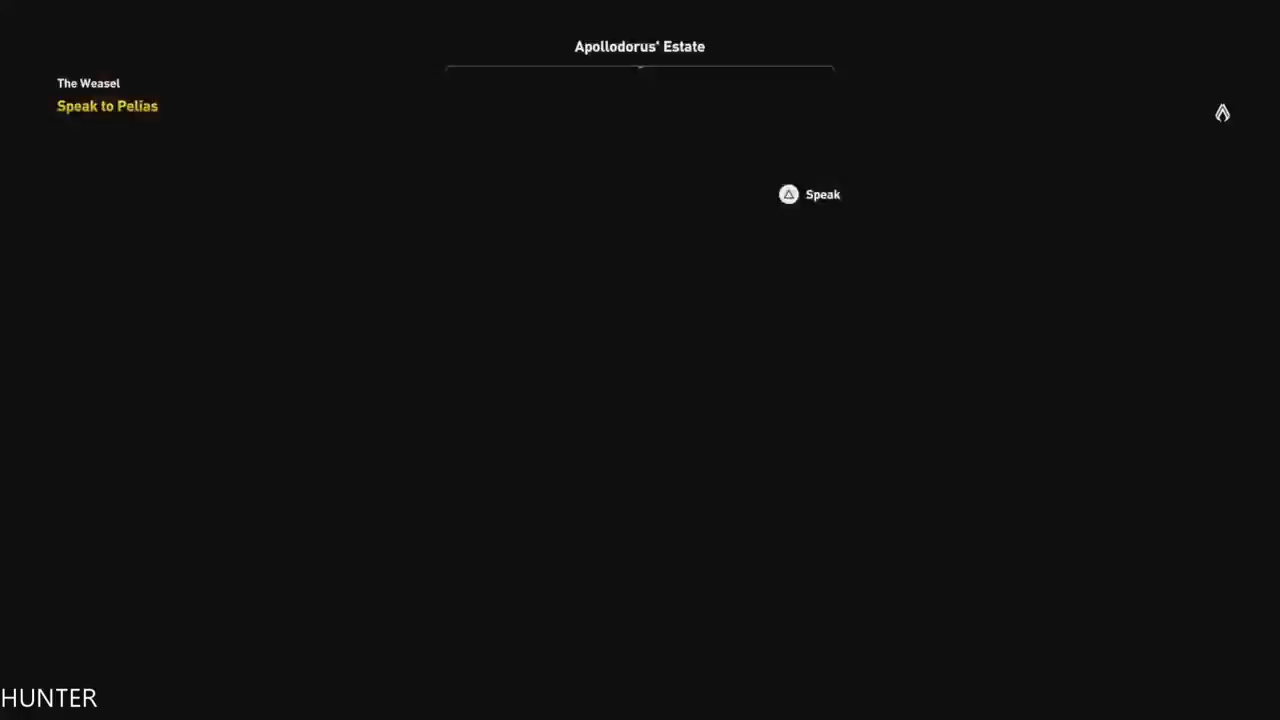 Apollodorus' Estate
The Weasel
Speak to Pelias
Speak
HUNTER